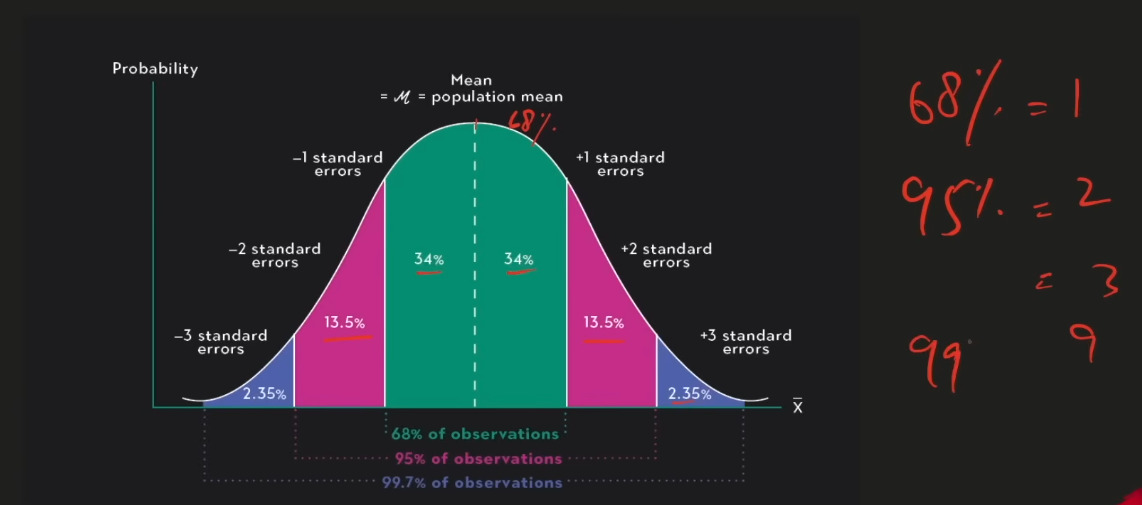 Probability
Mean
= 𝓜 = population mean
68%
−1 standard
errors
+1 standard
errors
−2 standard
errors
+2 standard
errors
34%
34%
13.5%
13.5%
−3 standard
errors
+3 standard
errors
2.35%
2.35%
X̄
68% of observations
95% of observations
99.7% of observations
68% = 1
95% = 2
= 3
99 9